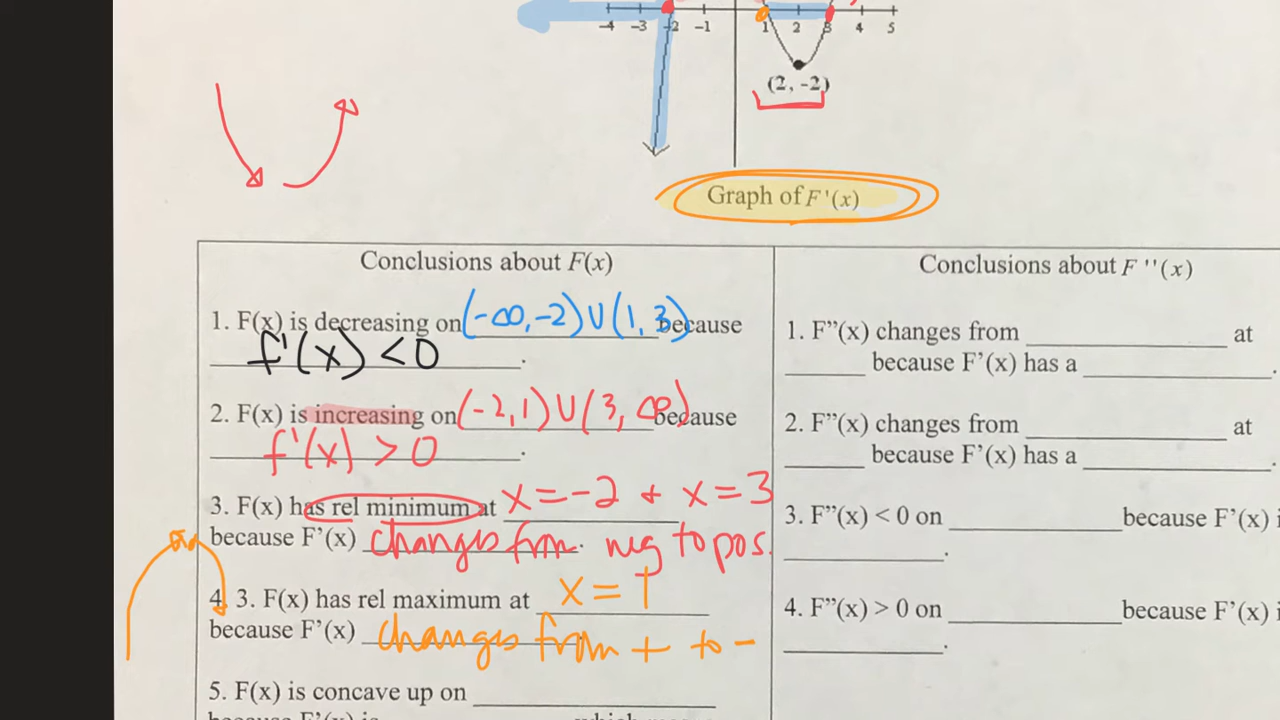 -4 -3 -2 -1 1 2 3 4 5
(2, -2)
Graph of F'(x)
Conclusions about F(x)
1. F(x) is decreasing on (-∞,-2)∪(1,3) because
f'(x) <0.
2. F(x) is increasing on (-2,1)∪(3,∞) because
f'(x) >0.
3. F(x) has rel minimum at x=-2 + x=3
because F'(x) changes from. neg to pos.
4. 3. F(x) has rel maximum at x=1
because F'(x) changes from + to -
5. F(x) is concave up on
because F'(x) is which means
Conclusions about F ''(x)
1. F”(x) changes from at
because F’(x) has a .
2. F”(x) changes from at
because F’(x) has a .
3. F”(x) < 0 on because F’(x) i
.
4. F”(x) > 0 on because F’(x) i
.